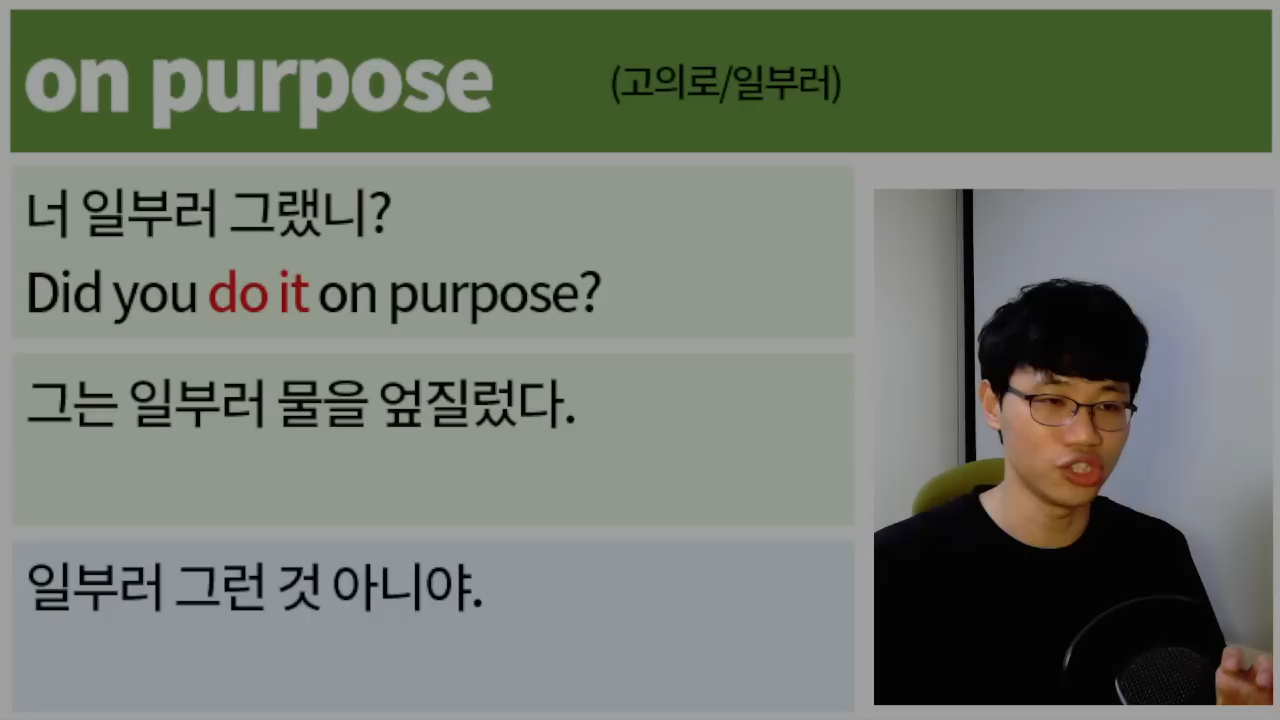 on purpose (고의로/일부러)
너 일부러 그랬니?
Did you do it on purpose?
그는 일부러 물을 엎질렀다.
일부러 그런 것 아니야.